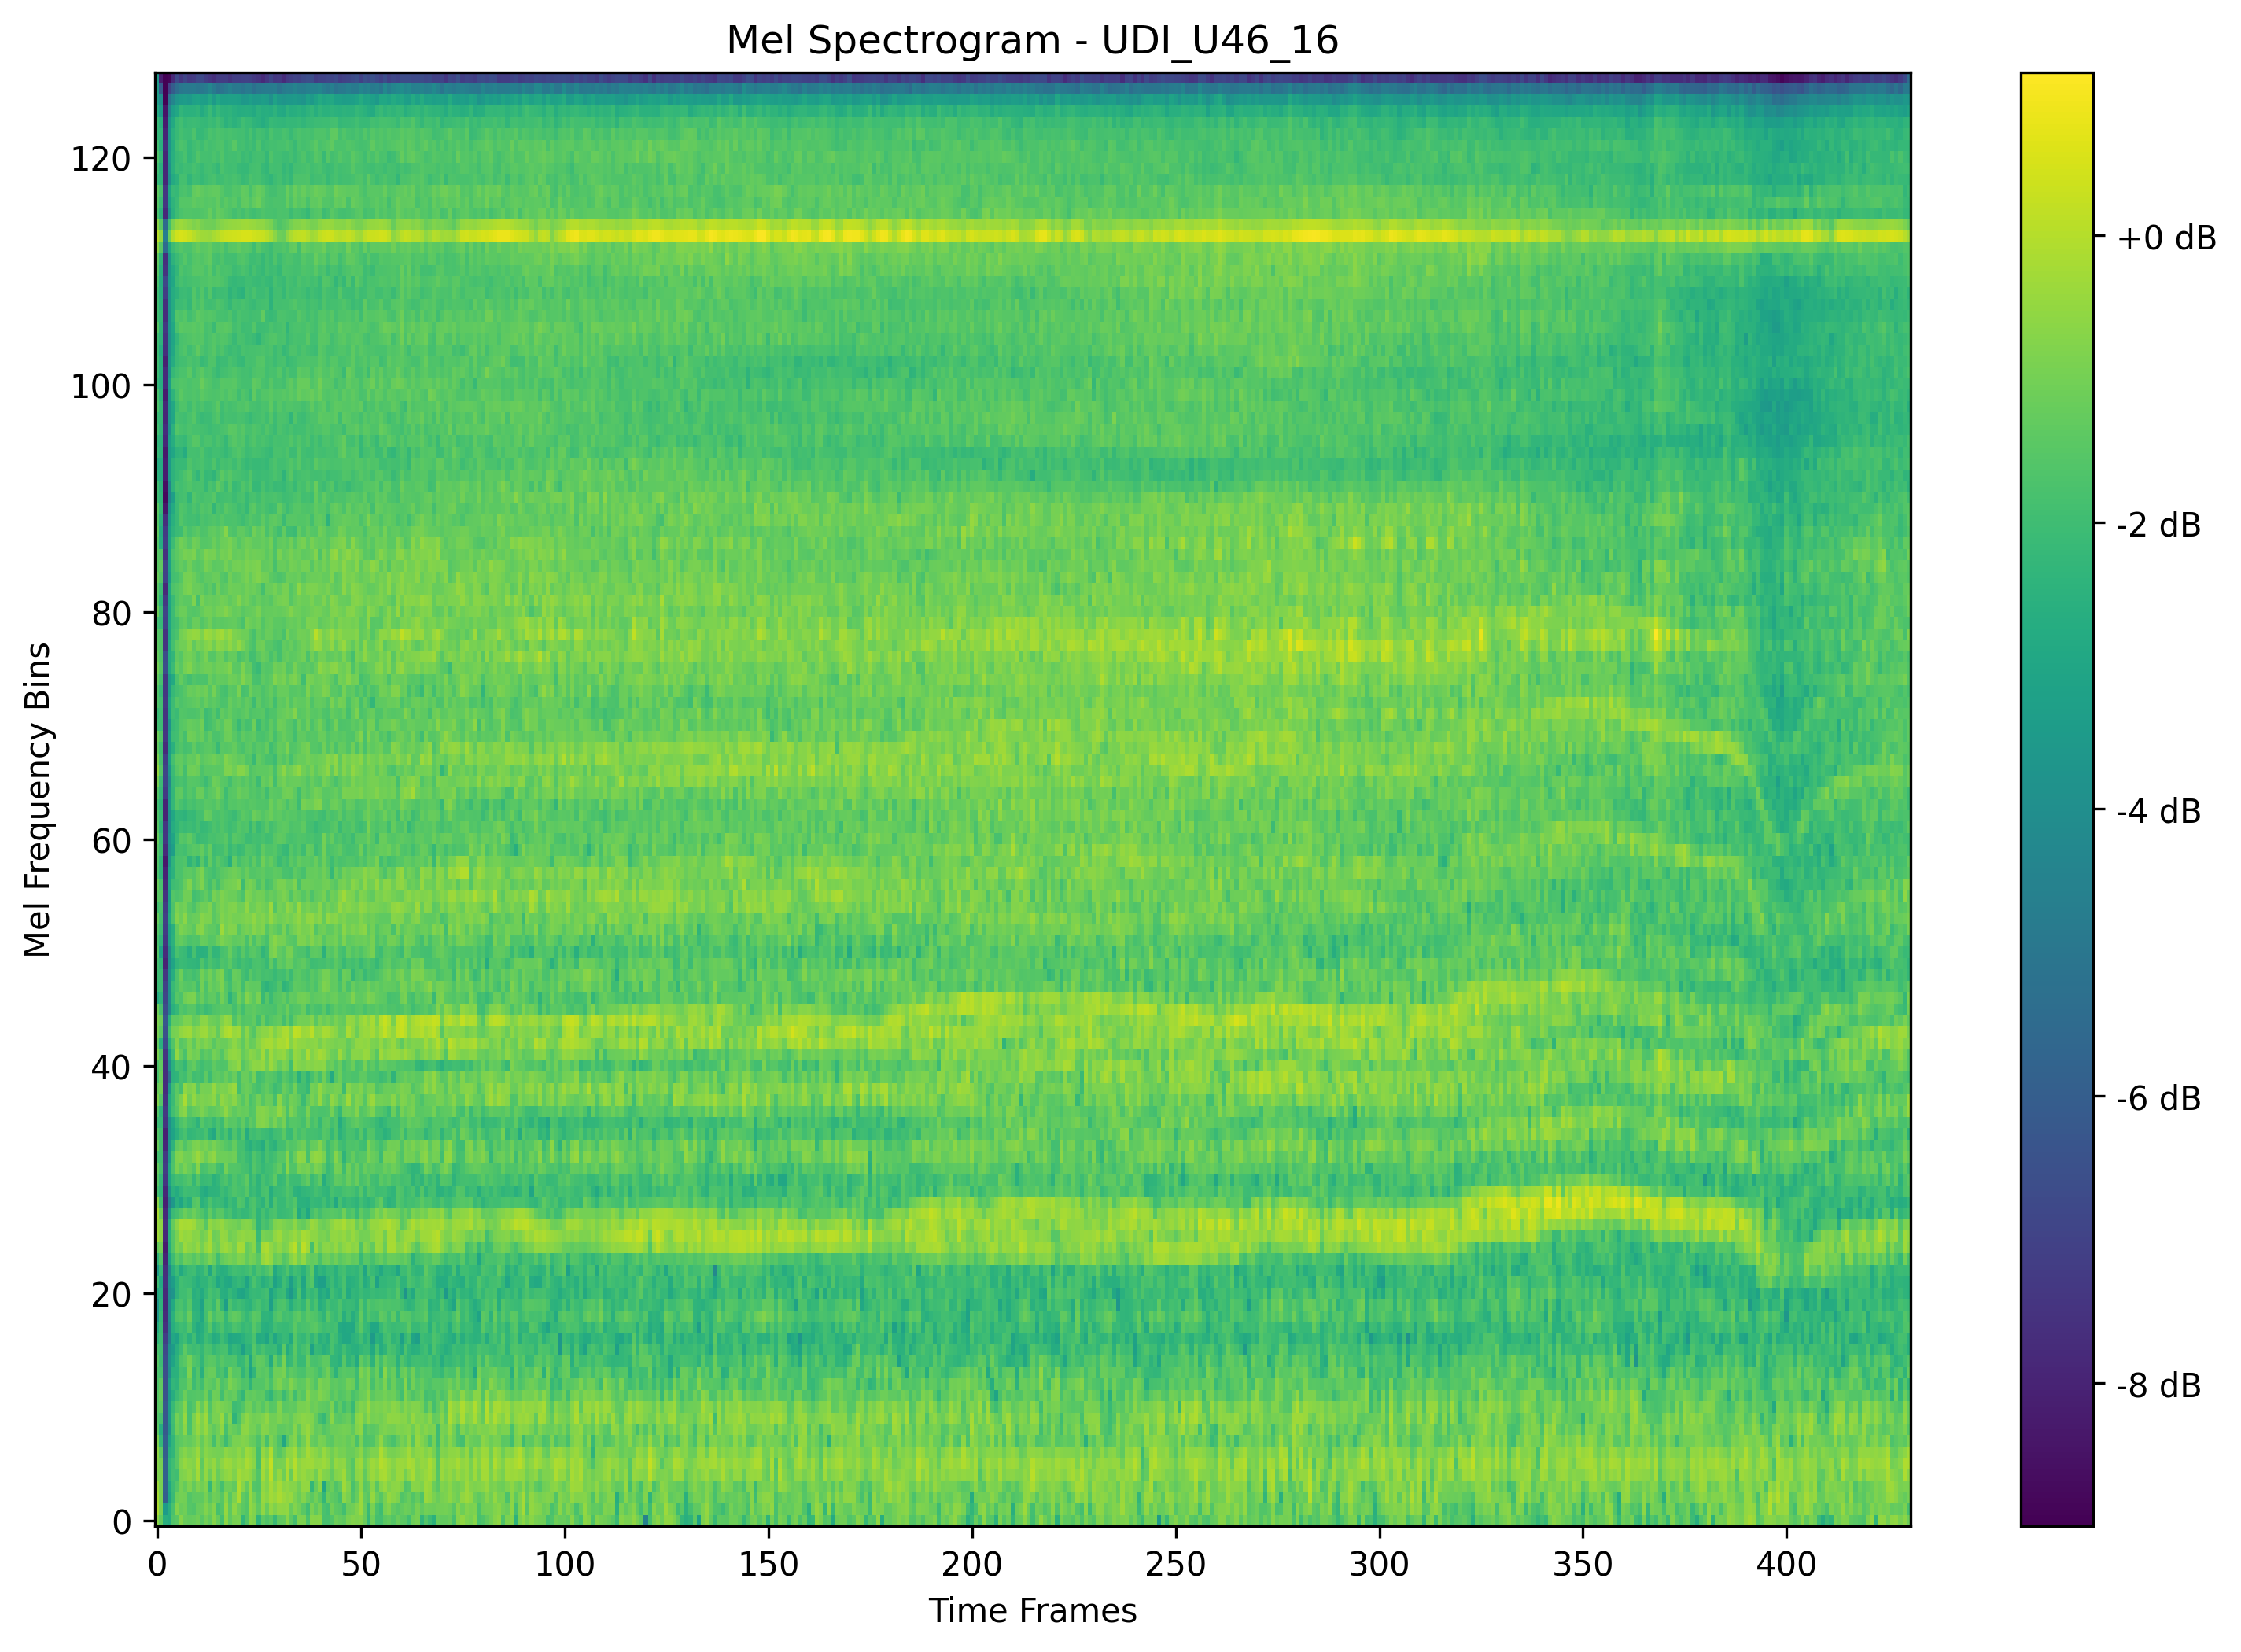 Mel Spectrogram - UDI_U46_16
120
100
80
60
40
20
0
Mel Frequency Bins
0 50 100 150 200 250 300 350 400
Time Frames
+0 dB
-2 dB
-4 dB
-6 dB
-8 dB